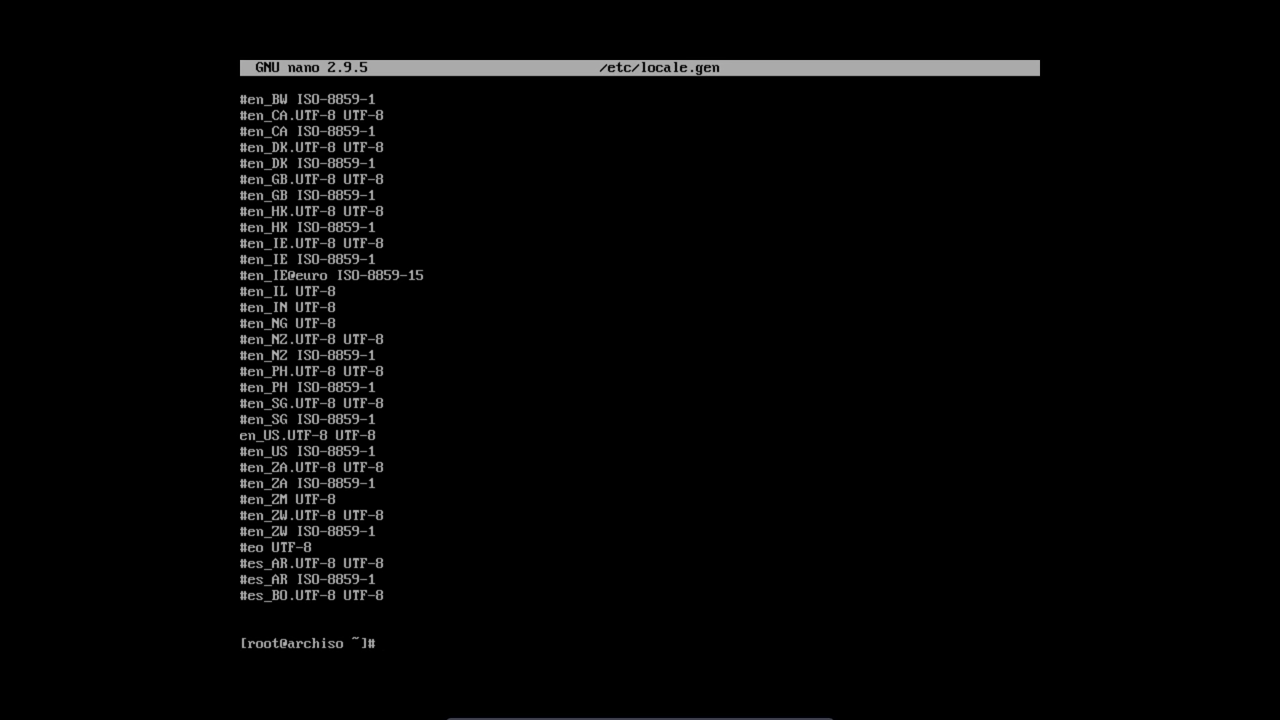 GNU nano 2.9.5 /etc/locale.gen
#en_BW ISO-8859-1
#en_CA.UTF-8 UTF-8
#en_CA ISO-8859-1
#en_DK.UTF-8 UTF-8
#en_DK ISO-8859-1
#en_GB.UTF-8 UTF-8
#en_GB ISO-8859-1
#en_HK.UTF-8 UTF-8
#en_HK ISO-8859-1
#en_IE.UTF-8 UTF-8
#en_IE ISO-8859-1
#en_IE@euro ISO-8859-15
#en_IL UTF-8
#en_IN UTF-8
#en_NG UTF-8
#en_NZ.UTF-8 UTF-8
#en_NZ ISO-8859-1
#en_PH.UTF-8 UTF-8
#en_PH ISO-8859-1
#en_SG.UTF-8 UTF-8
#en_SG ISO-8859-1
en_US.UTF-8 UTF-8
#en_US ISO-8859-1
#en_ZA.UTF-8 UTF-8
#en_ZA ISO-8859-1
#en_ZM UTF-8
#en_ZW.UTF-8 UTF-8
#en_ZW ISO-8859-1
#eo UTF-8
#es_AR.UTF-8 UTF-8
#es_AR ISO-8859-1
#es_BO.UTF-8 UTF-8
[root@archiso ~]#